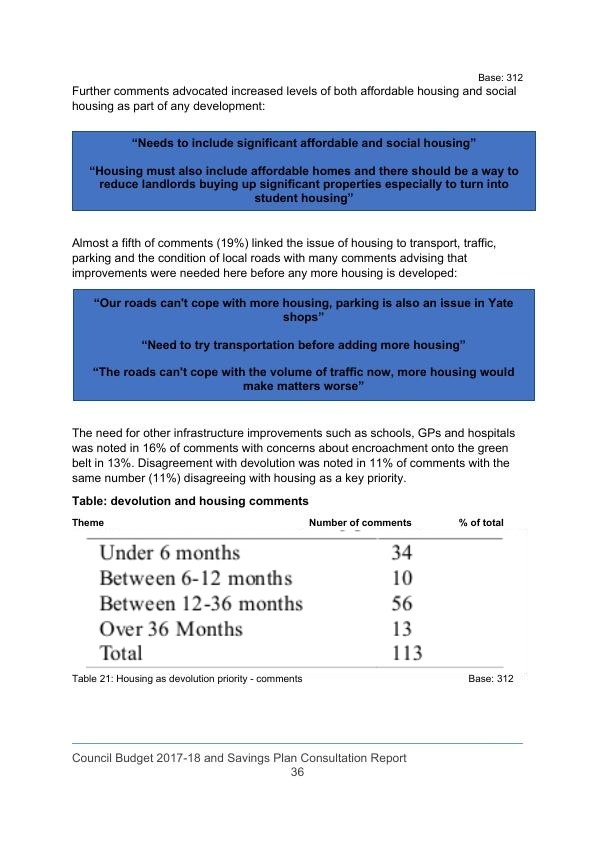 Base: 312
Further comments advocated increased levels of both affordable housing and social
housing as part of any development:
“Needs to include significant affordable and social housing”
“Housing must also include affordable homes and there should be a way to
reduce landlords buying up significant properties especially to turn into
student housing”
Almost a fifth of comments (19%) linked the issue of housing to transport, traffic,
parking and the condition of local roads with many comments advising that
improvements were needed here before any more housing is developed:
“Our roads can't cope with more housing, parking is also an issue in Yate
shops”
“Need to try transportation before adding more housing”
“The roads can't cope with the volume of traffic now, more housing would
make matters worse”
The need for other infrastructure improvements such as schools, GPs and hospitals
was noted in 16% of comments with concerns about encroachment onto the green
belt in 13%. Disagreement with devolution was noted in 11% of comments with the
same number (11%) disagreeing with housing as a key priority.
Table: devolution and housing comments
Theme Number of comments % of total
Under 6 months 34
Between 6-12 months 10
Between 12-36 months 56
Over 36 Months 13
Total 113
Table 21: Housing as devolution priority - comments Base: 312
Council Budget 2017-18 and Savings Plan Consultation Report
36